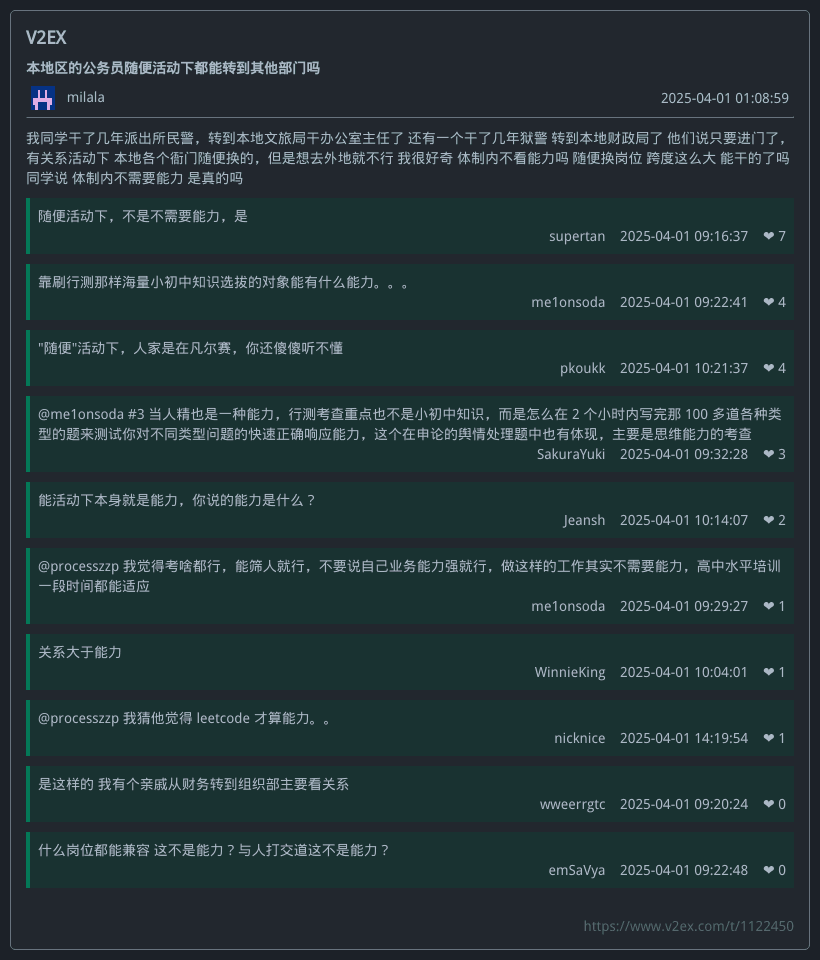 V2EX
本地区的公务员随便活动下都能转到其他部门吗
milala
2025-04-01 01:08:59
我同学干了几年派出所民警，转到本地文旅局干办公室主任了 还有一个干了几年狱警 转到本地财政局了 他们说只要进门了，
有关系活动下 本地各个衙门随便换的，但是想去外地就不行 我很好奇 体制内不看能力吗 随便换岗位 跨度这么大 能干的了吗
同学说 体制内不需要能力 是真的吗
随便活动下，不是不需要能力，是
supertan 2025-04-01 09:16:37 ❤ 7
靠刷行测那样海量小初中知识选拔的对象能有什么能力。。。
me1onsoda 2025-04-01 09:22:41 ❤ 4
"随便"活动下，人家是在凡尔赛，你还傻傻听不懂
pkoukk 2025-04-01 10:21:37 ❤ 4
@me1onsoda #3 当人精也是一种能力，行测考查重点也不是小初中知识，而是怎么在 2 个小时内写完那 100 多道各种类
型的题来测试你对不同类型问题的快速正确响应能力，这个在申论的舆情处理题中也有体现，主要是思维能力的考查
SakuraYuki 2025-04-01 09:32:28 ❤ 3
能活动下本身就是能力，你说的能力是什么？
Jeansh 2025-04-01 10:14:07 ❤ 2
@processzzp 我觉得考啥都行，能筛人就行，不要说自己业务能力强就行，做这样的工作其实不需要能力，高中水平培训
一段时间都能适应
me1onsoda 2025-04-01 09:29:27 ❤ 1
关系大于能力
WinnieKing 2025-04-01 10:04:01 ❤ 1
@processzzp 我猜他觉得 leetcode 才算能力。。
nicknice 2025-04-01 14:19:54 ❤ 1
是这样的 我有个亲戚从财务转到组织部主要看关系
wweerrgtc 2025-04-01 09:20:24 ❤ 0
什么岗位都能兼容 这不是能力？与人打交道这不是能力？
emSaVya 2025-04-01 09:22:48 ❤ 0
https://www.v2ex.com/t/1122450